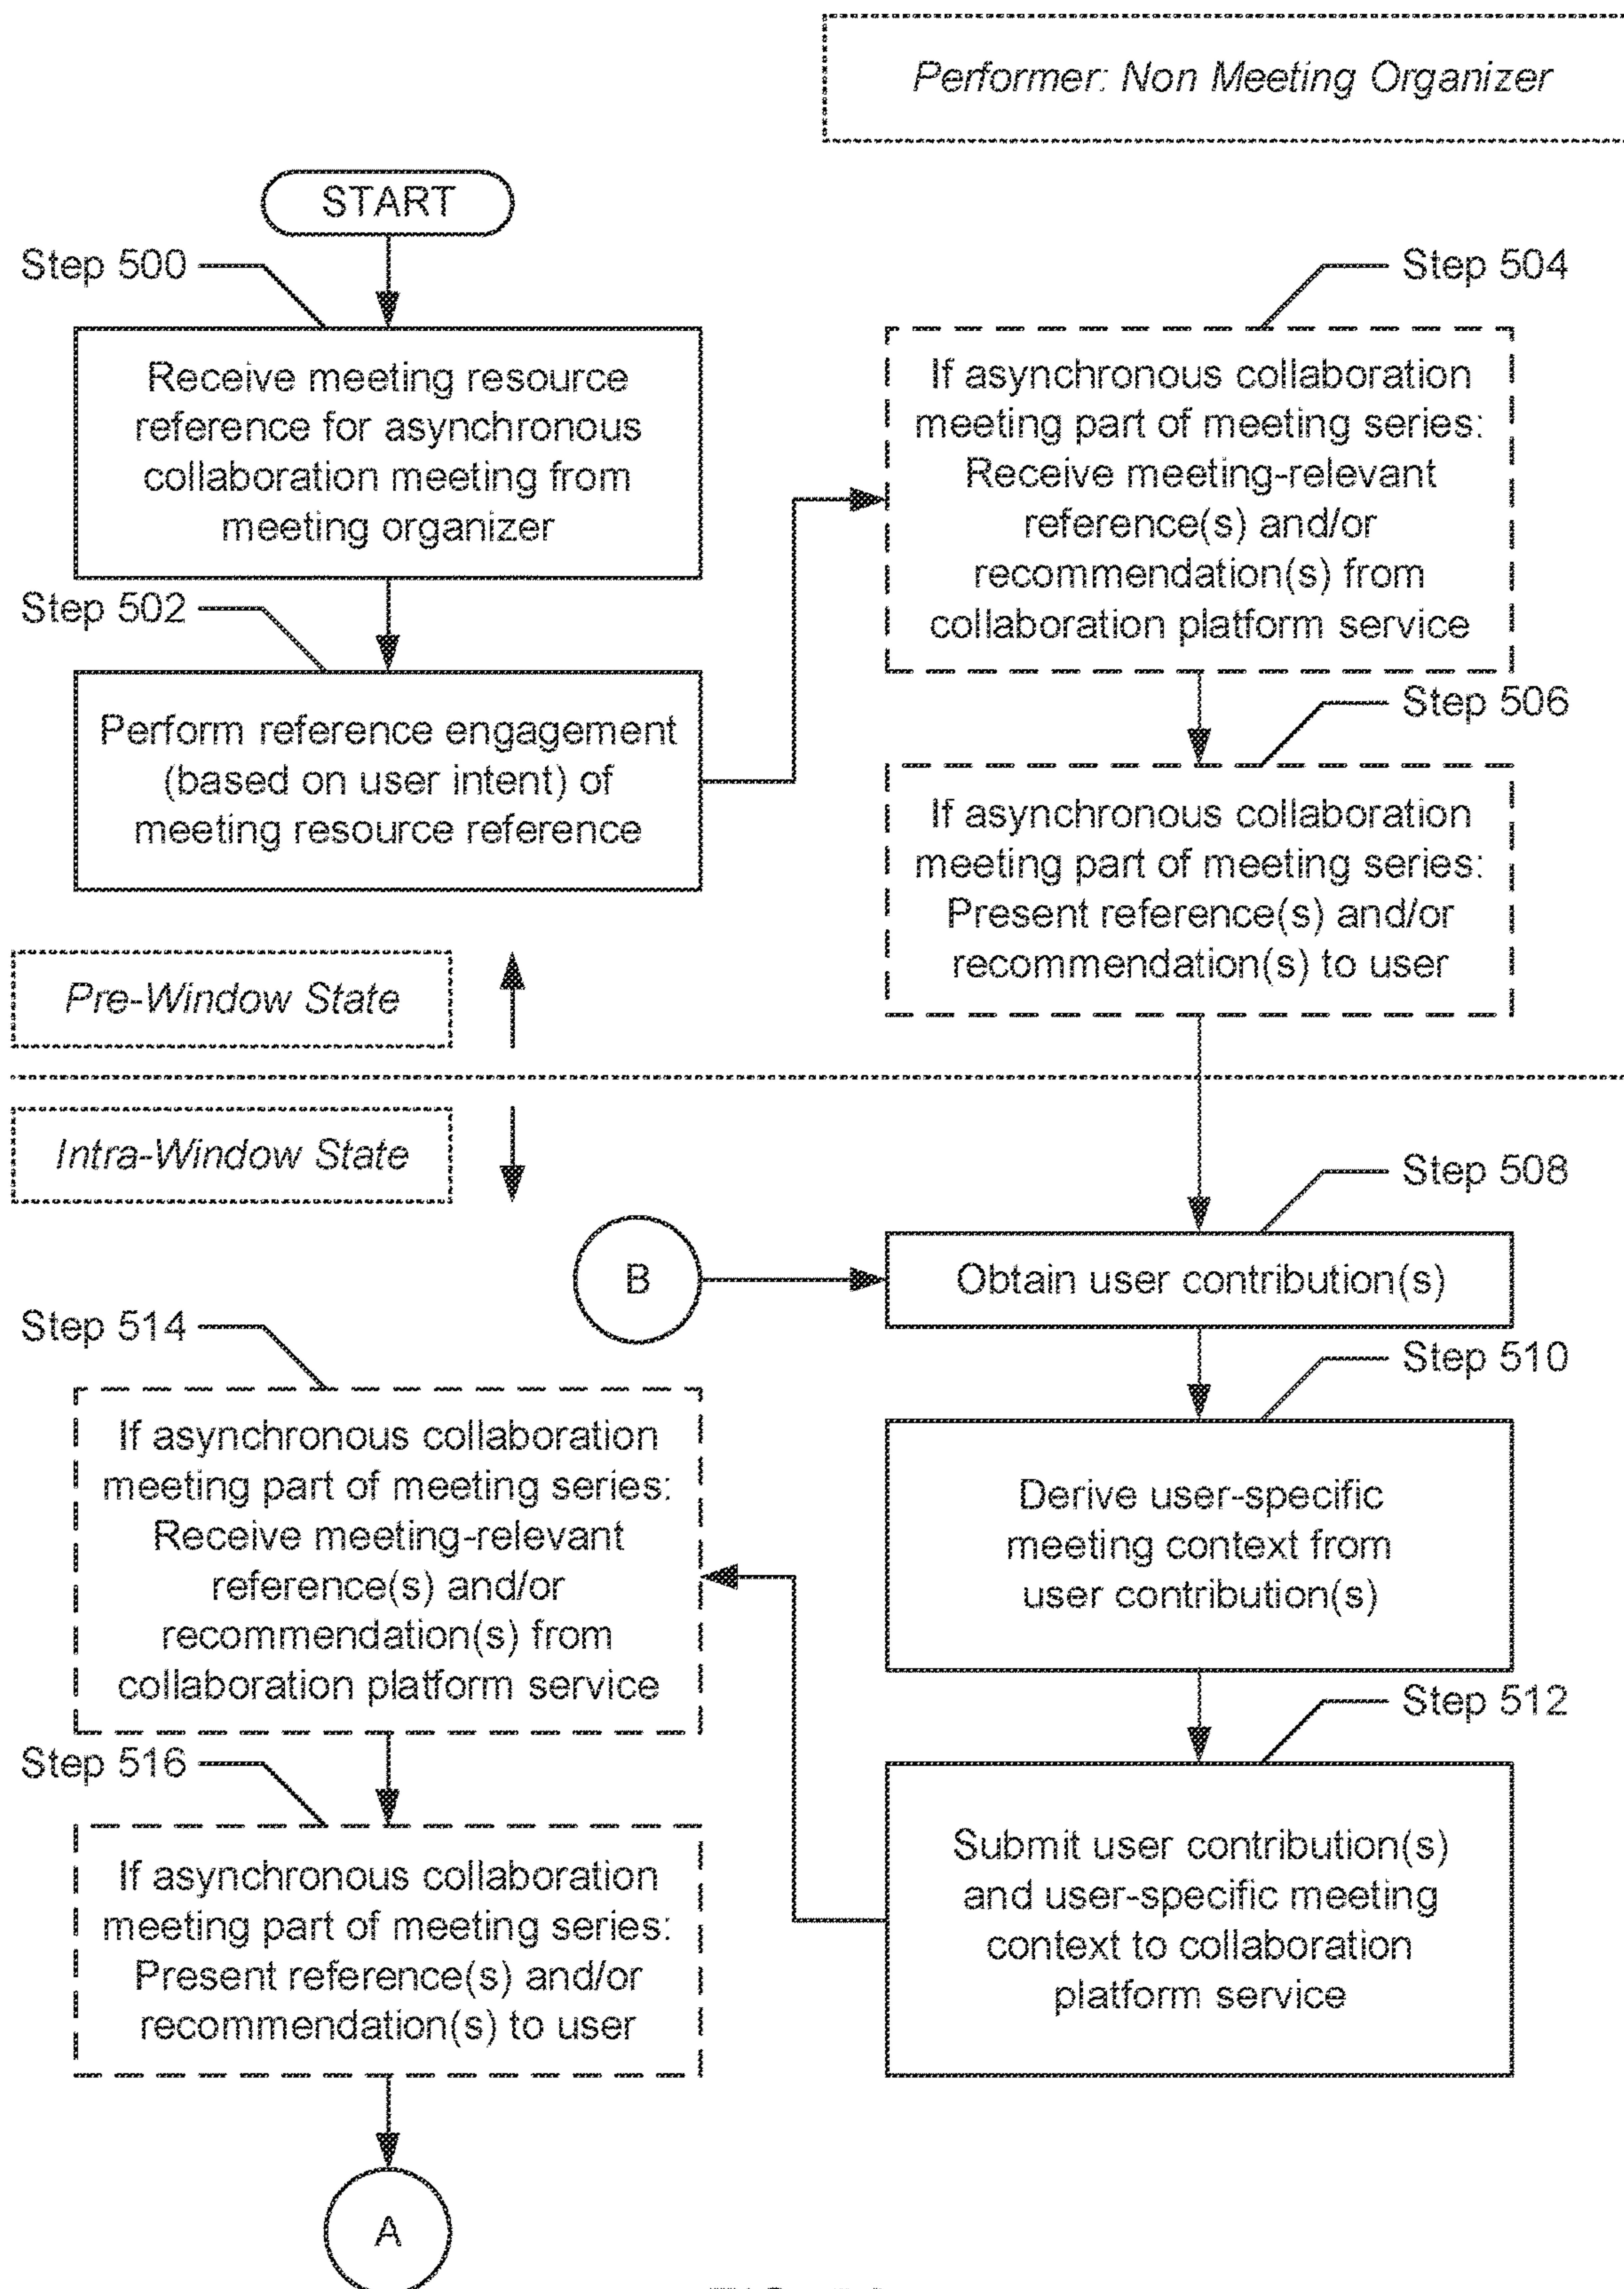 Performer: Non Meeting Organizer
START
Step 500
Receive meeting resource
reference for asynchronous
collaboration meeting from
meeting organizer
Step 502
Perform reference engagement
(based on user intent) of
meeting resource reference
Step 504
If asynchronous collaboration
meeting part of meeting series:
Receive meeting-relevant
reference(s) and/or
recommendation(s) from
collaboration platform service
Step 506
If asynchronous collaboration
meeting part of meeting series:
Present reference(s) and/or
recommendation(s) to user
Pre-Window State
Intra-Window State
B
Step 508
Obtain user contribution(s)
Step 510
Derive user-specific
meeting context from
user contribution(s)
Step 512
Submit user contribution(s)
and user-specific meeting
context to collaboration
platform service
Step 514
If asynchronous collaboration
meeting part of meeting series:
Receive meeting-relevant
reference(s) and/or
recommendation(s) from
collaboration platform service
Step 516
If asynchronous collaboration
meeting part of meeting series:
Present reference(s) and/or
recommendation(s) to user
A